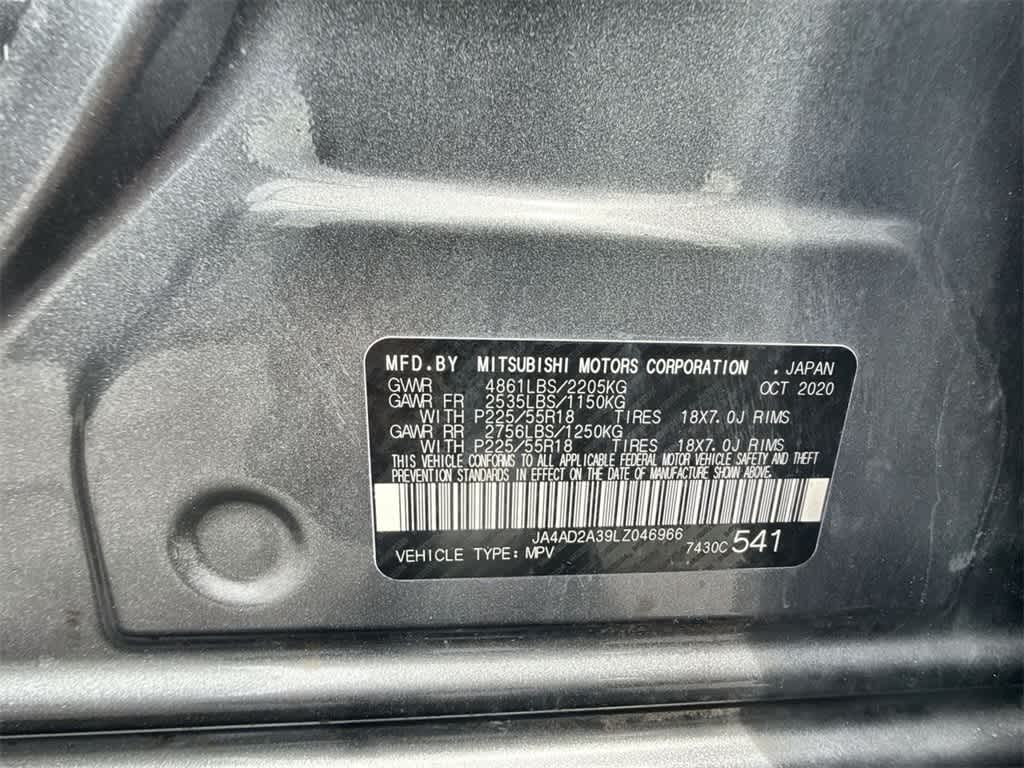 MFD.BY MITSUBISHI MOTORS CORPORATION .JAPAN
GVWR 4861LBS/2205KG OCT 2020
GAWR FR 2535LBS/1150KG
WITH P225/55R18 TIRES 18X7.0J RIMS
GAWR RR 2756LBS/1250KG
WITH P225/55R18 TIRES 18X7.0J RIMS
THIS VEHICLE CONFORMS TO ALL APPLICABLE FEDERAL MOTOR VEHICLE SAFETY AND THEFT
PREVENTION STANDARDS IN EFFECT ON THE DATE OF MANUFACTURE SHOWN ABOVE.
JA4AD2A39LZ046966
VEHICLE TYPE: MPV 7430C 541